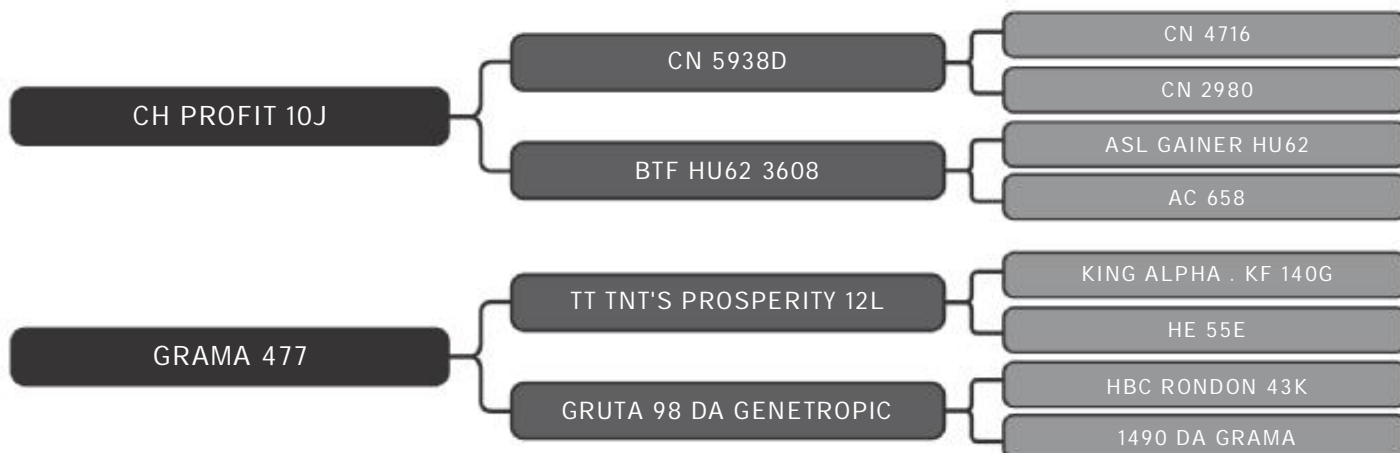 CN 4716
CN 5938D
CN 2980
CH PROFIT 10J
ASL GAINER HU62
BTF HU62 3608
AC 658
KING ALPHA . KF 140G
TT TNT'S PROSPERITY 12L
HE 55E
GRAMA 477
HBC RONDON 43K
GRUTA 98 DA GENETROPIC
1490 DA GRAMA